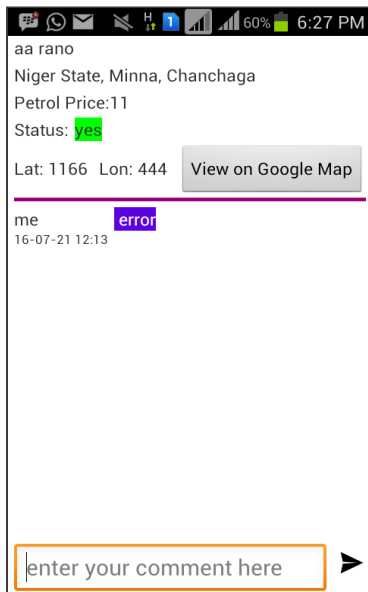 H 1 60% 6:27 PM
aa rano
Niger State, Minna, Chanchaga
Petrol Price:11
Status: yes
Lat: 1166 Lon: 444 View on Google Map
me error
16-07-21 12:13
enter your comment here